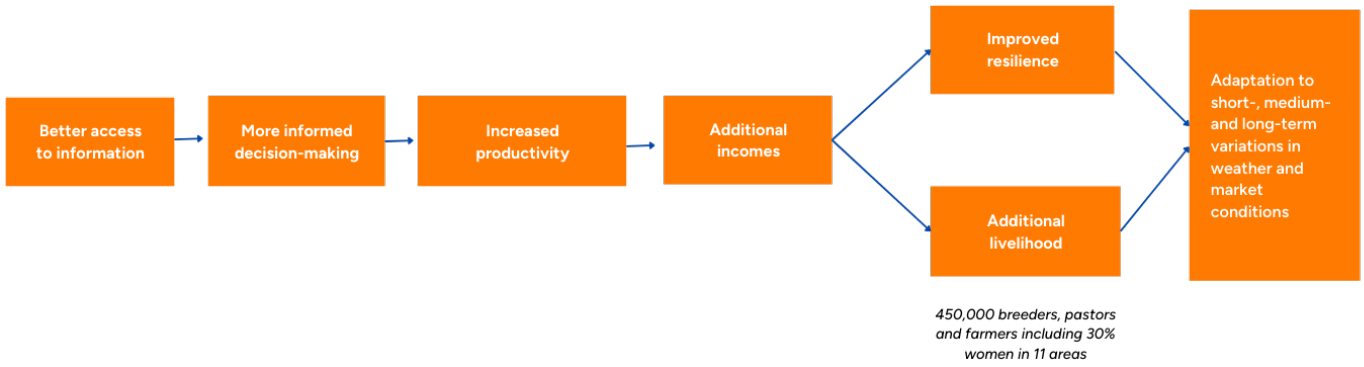 Better access
to information
More informed
decision-making
Increased
productivity
Additional
incomes
Improved
resilience
Additional
livelihood
450,000 breeders, pastors
and farmers including 30%
women in 11 areas
Adaptation to
short-, medium-
and long-term
variations in
weather and
market
conditions